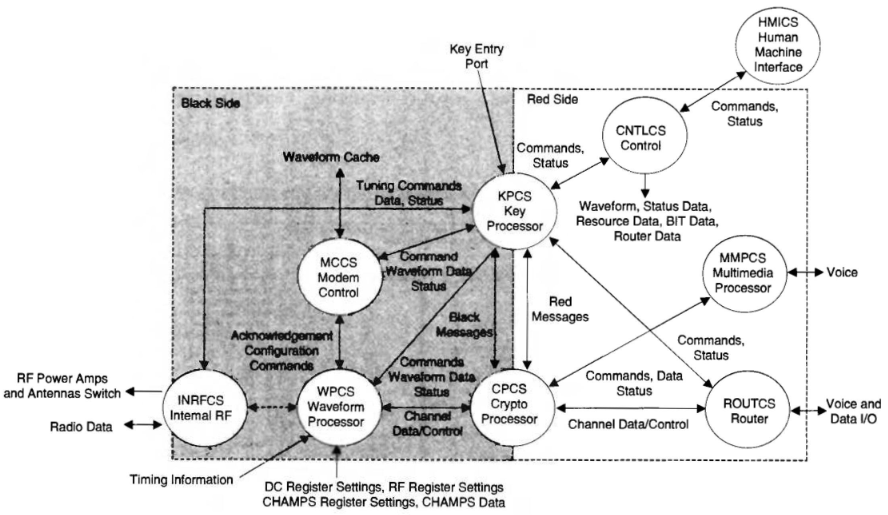 HMICS
Human
Machine
Interface
Key Entry
Port
Black Side
Red Side
Commands,
Status
CNTLCS
Control
Commands,
Status
Waveform Cache
Tuning Commands
Data, Status
KPCS
Key
Processor
Waveform, Status Data,
Resource Data, BIT Data,
Router Data
MCCS
Modem
Control
Command
Waveform Data
Status
MMPCS
Multimedia
Processor
Voice
Black
Messages
Red
Messages
Acknowledgement
Configuration
Commands
Commands,
Status
Commands
Waveform Data
Status
Commands, Data
Status
RF Power Amps
and Antennas Switch
INRFCS
Internal RF
WPCS
Waveform
Processor
CPCS
Crypto
Processor
ROUTCS
Router
Voice and
Data I/O
Radio Data
Channel
Data/Control
Channel Data/Control
Timing Information
DC Register Settings, RF Register Settings
CHAMPS Register Settings, CHAMPS Data